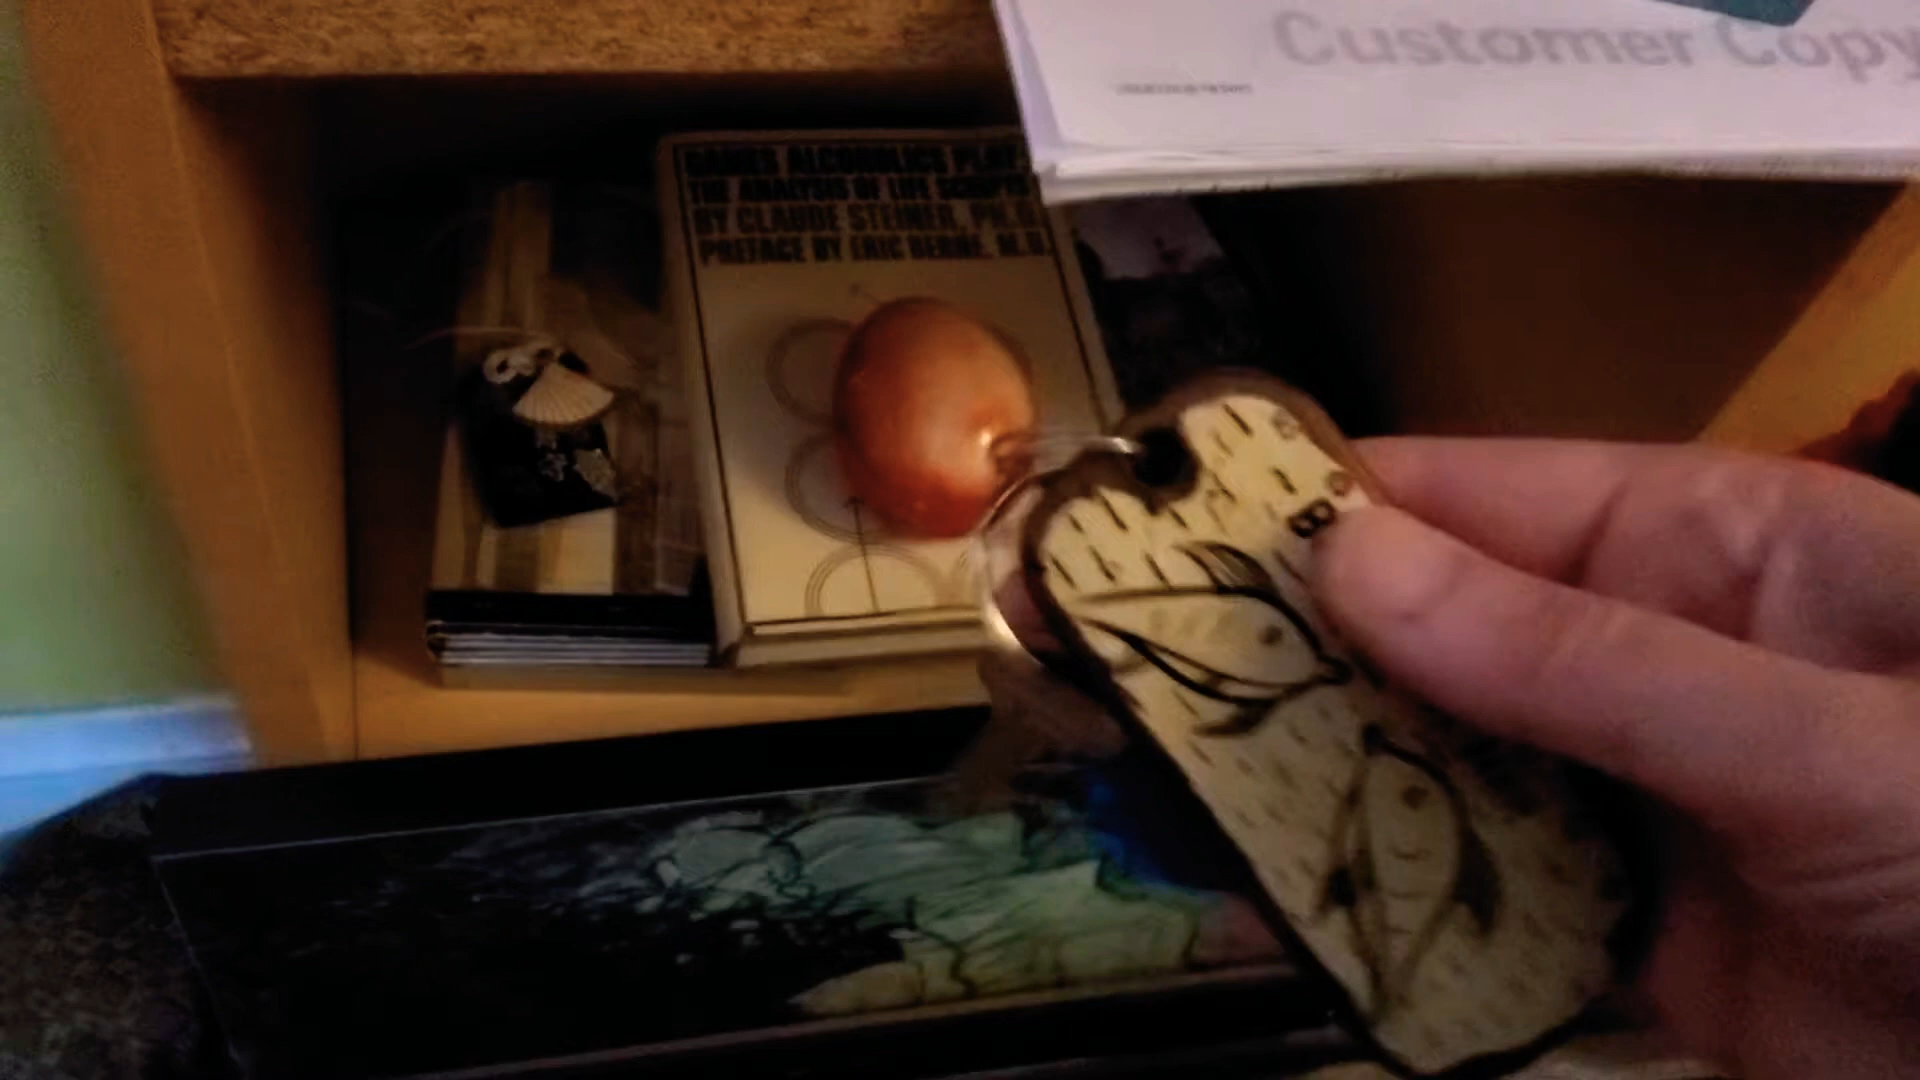 Customer Copy
GAMES ALCOHOLICS PLAY:
THE ANALYSIS OF LIFE SCRIPTS
BY CLAUDE STEINER, PH.D.
PREFACE BY ERIC BERNE, M.D.